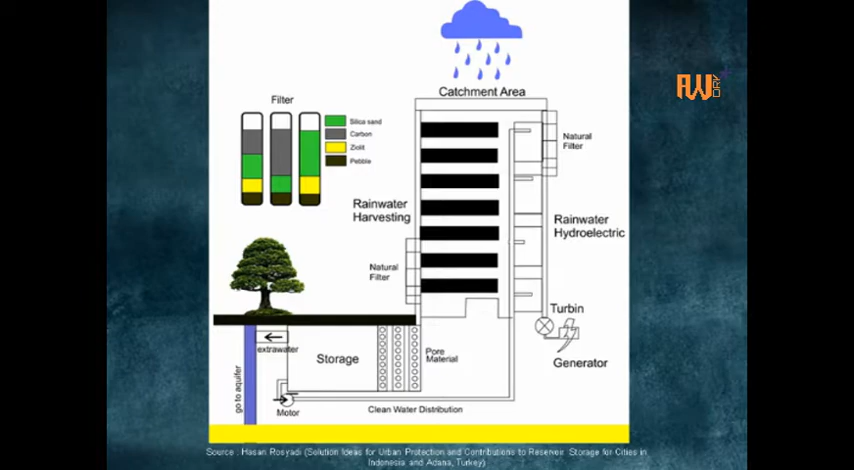 AW
ORK
Catchment Area
Filter
Silica sand
Carbon
Ziolit
Pebble
Natural
Filter
Rainwater
Harvesting
Rainwater
Hydroelectric
Natural
Filter
Turbin
extrawater
Storage
Pore
Material
Generator
go to aquifer
Motor
Clean Water Distribution
Source : Hasan Rosyadi (Solution Ideas for Urban Protection and Contributions to Reservoir Storage for Cities in
Indonesia and Adana, Turkey)